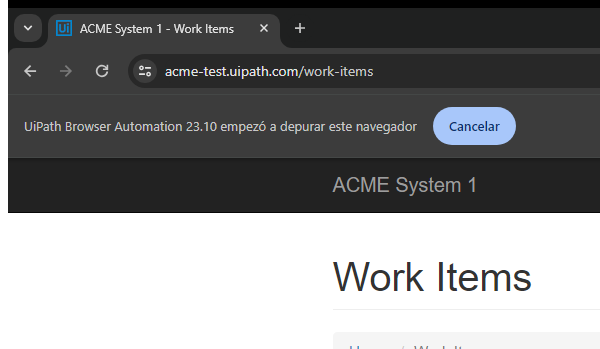 Ui ACME System 1 - Work Items
acme-test.uipath.com/work-items
UiPath Browser Automation 23.10 empezó a depurar este navegador Cancelar
ACME System 1
Work Items